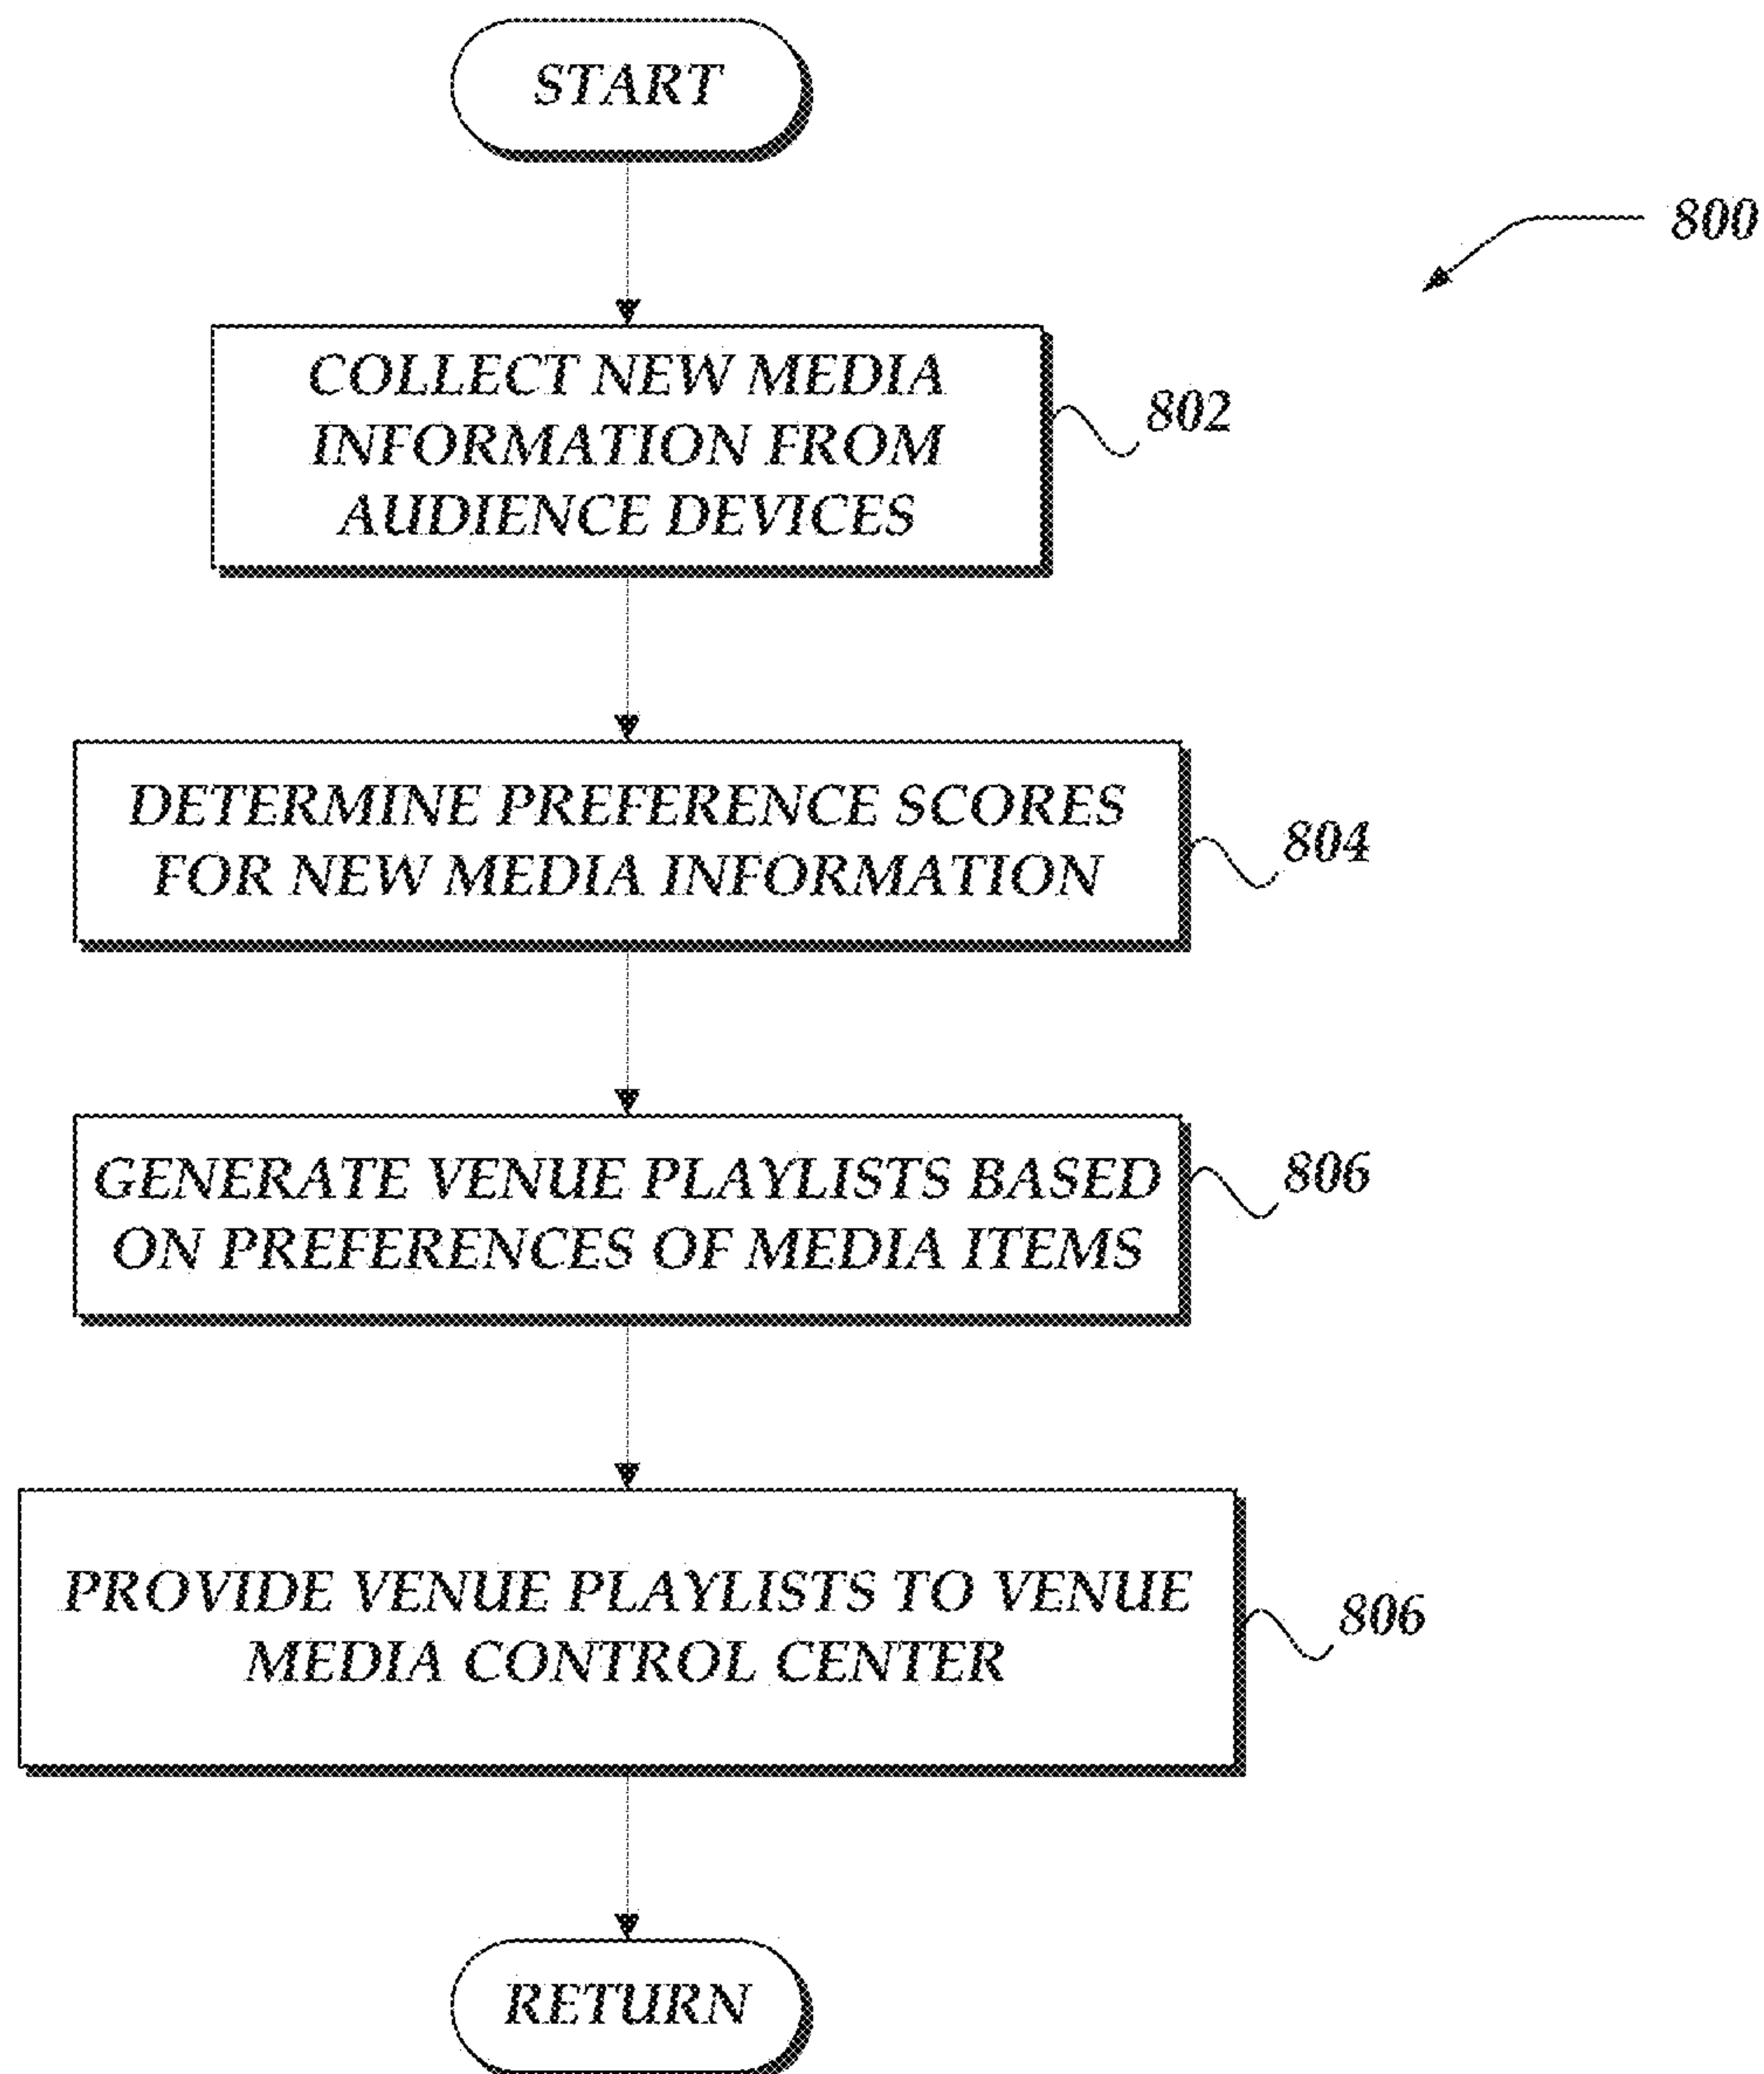 START
800
COLLECT NEW MEDIA
INFORMATION FROM
AUDIENCE DEVICES
802
DETERMINE PREFERENCE SCORES
FOR NEW MEDIA INFORMATION
804
GENERATE VENUE PLAYLISTS BASED
ON PREFERENCES OF MEDIA ITEMS
806
PROVIDE VENUE PLAYLISTS TO VENUE
MEDIA CONTROL CENTER
806
RETURN